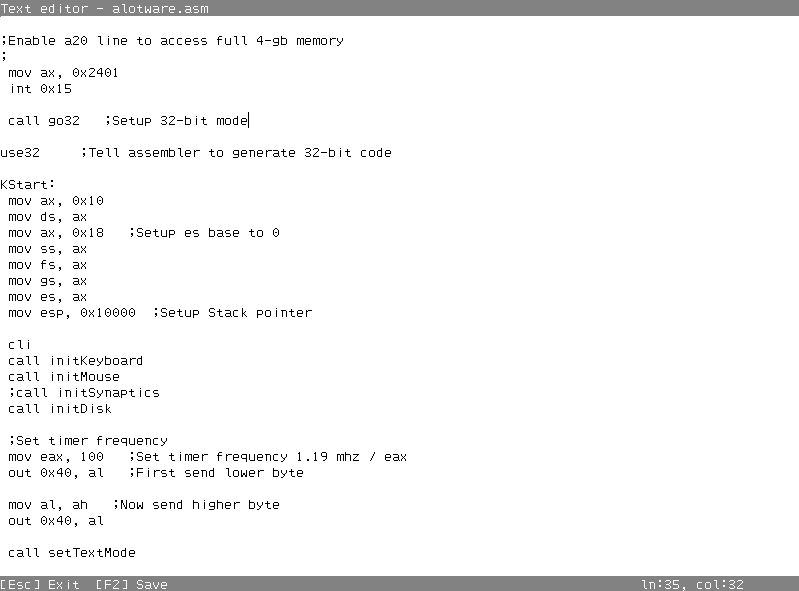 Text editor - alotware.asm
;Enable a20 line to access full 4-gb memory
;
mov ax, 0x2401
int 0x15
call go32   ;Setup 32-bit mode
use32     ;Tell assembler to generate 32-bit code
KStart:
mov ax, 0x10
mov ds, ax
mov ax, 0x18   ;Setup es base to 0
mov ss, ax
mov fs, ax
mov gs, ax
mov es, ax
mov esp, 0x10000  ;Setup Stack pointer
cli
call initKeyboard
call initMouse
;call initSynaptics
call initDisk
;Set timer frequency
mov eax, 100   ;Set timer frequency 1.19 mhz / eax
out 0x40, al   ;First send lower byte
mov al, ah   ;Now send higher byte
out 0x40, al
call setTextMode
[Esc] Exit  [F2] Save  ln:35, col:32